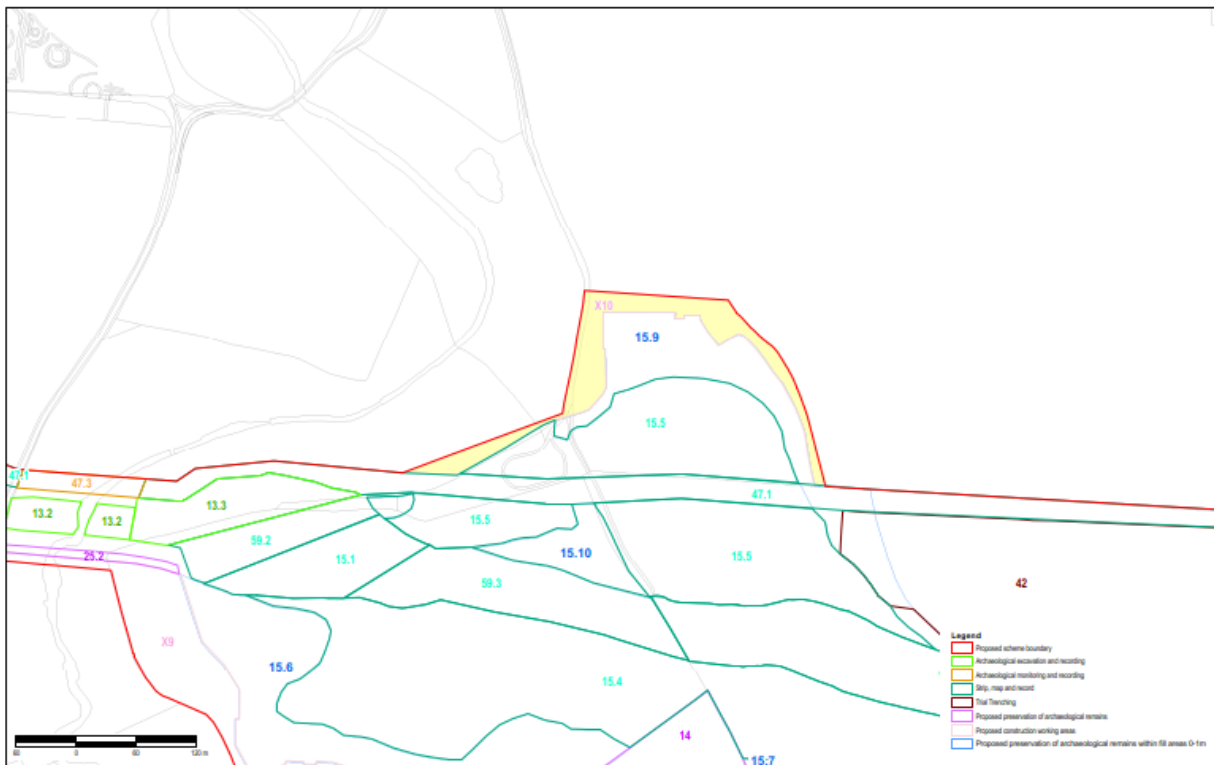 X10
15.9
15.5
47.1
47.3
47.1
13.2
13.2
13.3
15.5
59.2
15.1
15.10
15.5
25.2
59.3
42
X9
15.6
15.4
14
15:7
Legend
Proposed scheme boundary
Archaeological excavation and recording
Archaeological monitoring and recording
Strip, map and record
Trial Trenching
Proposed preservation of archaeological remains
Proposed construction working areas
Proposed preservation of archaeological remains within fill areas 0-1m
60 0 60 120 m